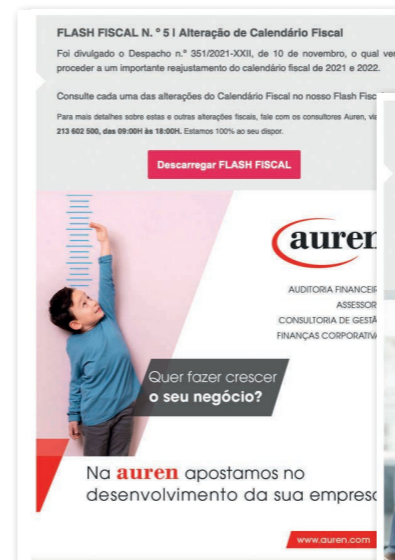 FLASH FISCAL N. º 5 I Alteração de Calendário Fiscal
Foi divulgado o Despacho n.º 351/2021-XXII, de 10 de novembro, o qual
proceder a um importante reajustamento do calendário fiscal de 2021 e 2022.
Consulte cada uma das alterações do Calendário Fiscal no nosso Flash
Para mais detalhes sobre estas e outras alterações fiscais, fale com os consultores Auren,
213 602 500, das 09:00H às 18:00H. Estamos 100% ao seu dispor.
Descarregar FLASH FISCAL
auren
AUDITORIA
CONSULTORIA DE
FINANÇAS
Quer fazer crescer
o seu negócio?
Na auren apostamos no
desenvolvimento da sua
www.auren.com